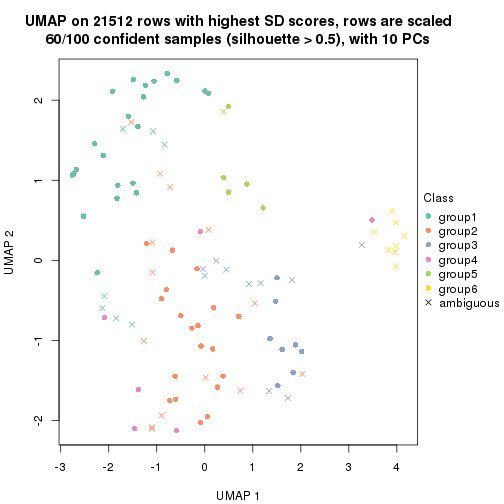 UMAP on 21512 rows with highest SD scores, rows are scaled
60/100 confident samples (silhouette > 0.5), with 10 PCs
UMAP 2
2
1
0
-1
-2
-3
-2
-1
0
1
2
3
4
UMAP 1
Class
group1
group2
group3
group4
group5
group6
ambiguous